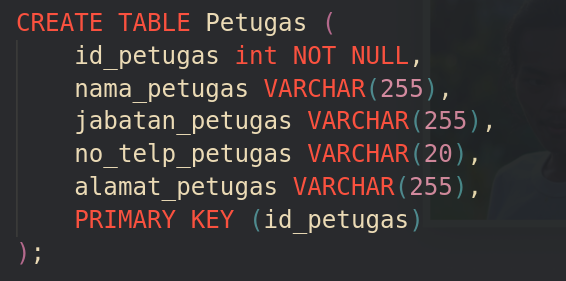 CREATE TABLE Petugas (
    id_petugas int NOT NULL,
    nama_petugas VARCHAR(255),
    jabatan_petugas VARCHAR(255),
    no_telp_petugas VARCHAR(20),
    alamat_petugas VARCHAR(255),
    PRIMARY KEY (id_petugas)
);